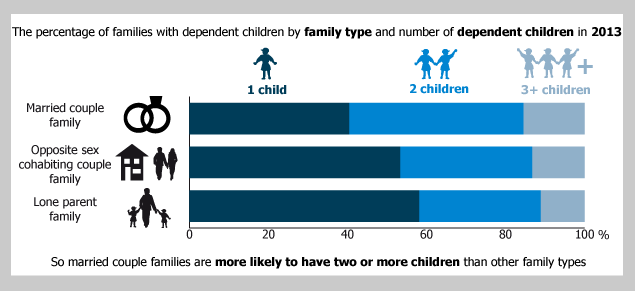 The percentage of families with dependent children by family type and number of dependent children in 2013
1 child
2 children
3+ children
+
Married couple
family
Opposite sex
cohabiting couple
family
Lone parent
family
0
20
40
60
80
100 %
So married couple families are more likely to have two or more children than other family types